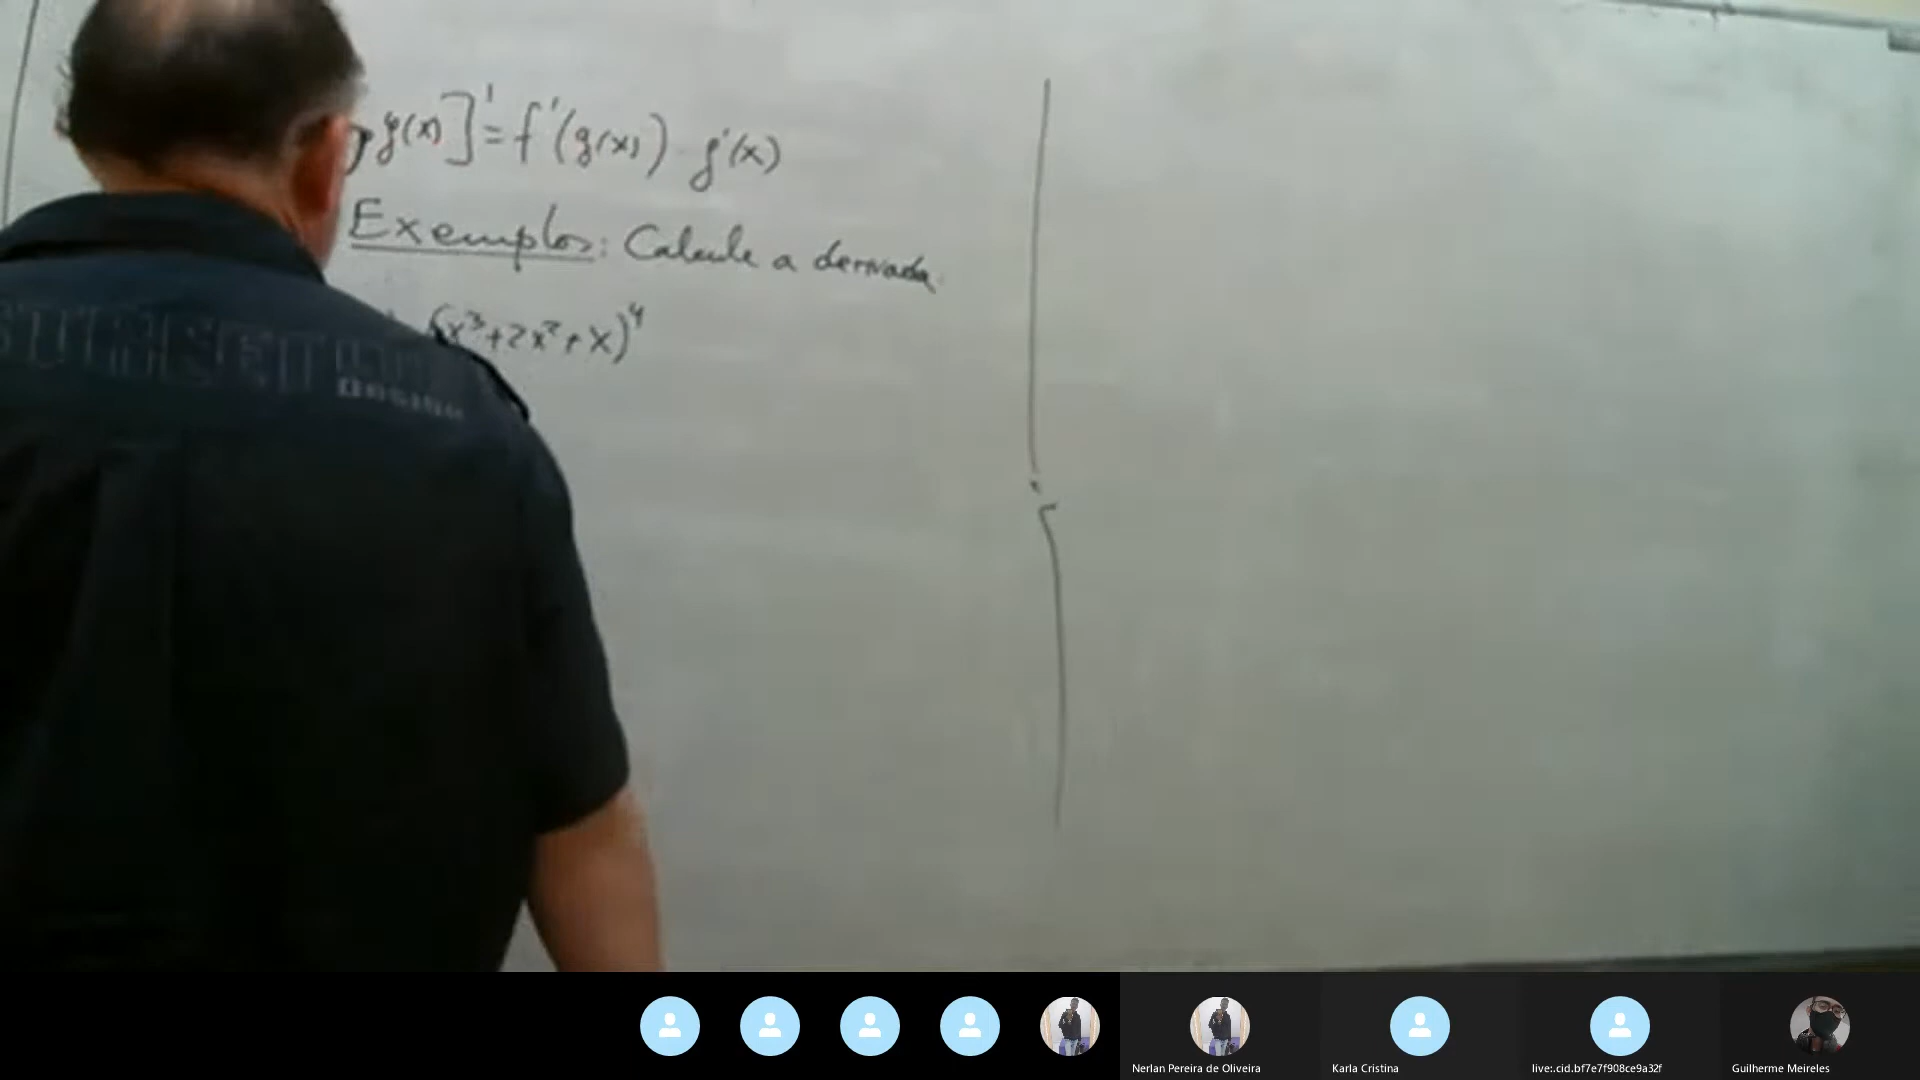 g(x)]' = f'(g(x)) · g'(x)
Exemplos: Calcule a derivada
(x³+2x²+x)⁴
Nerlan Pereira de Oliveira
Karla Cristina
live:.cid.bf7e7f908ce9a32f
Guilherme Meireles